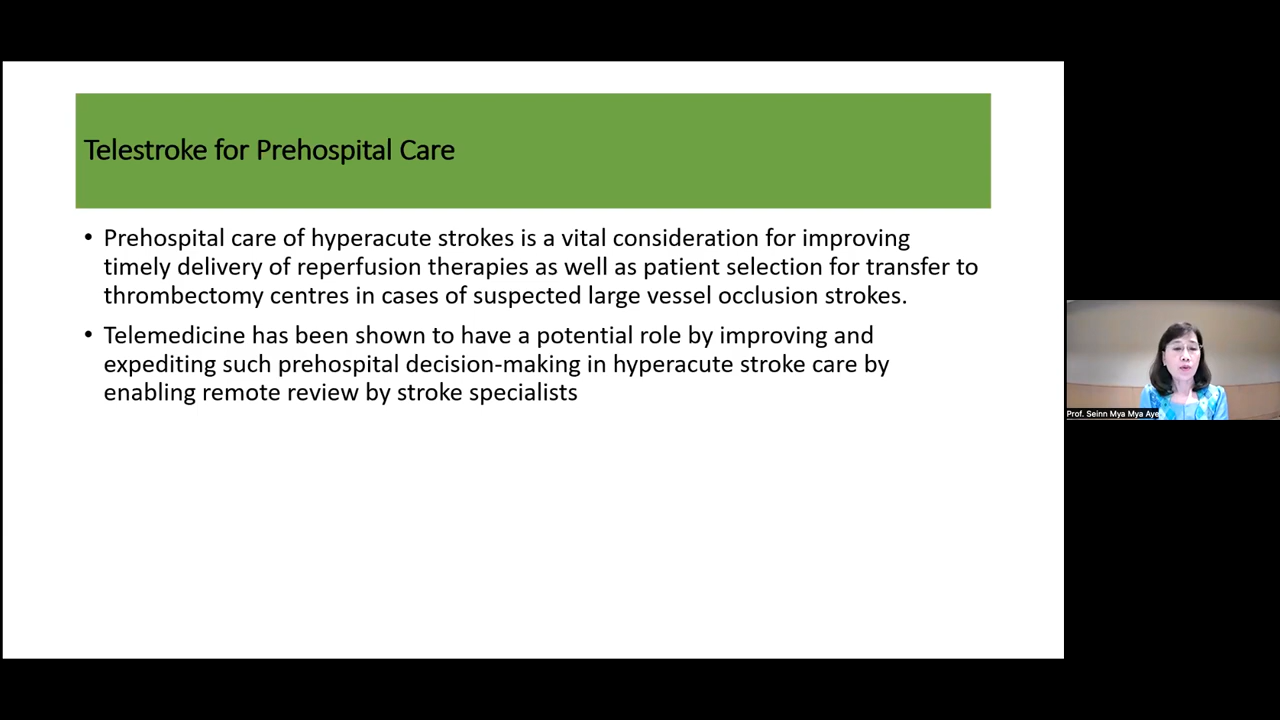 Telestroke for Prehospital Care
• Prehospital care of hyperacute strokes is a vital consideration for improving
timely delivery of reperfusion therapies as well as patient selection for transfer to
thrombectomy centres in cases of suspected large vessel occlusion strokes.
• Telemedicine has been shown to have a potential role by improving and
expediting such prehospital decision-making in hyperacute stroke care by
enabling remote review by stroke specialists
Prof. Seinn Mya Mya Aye